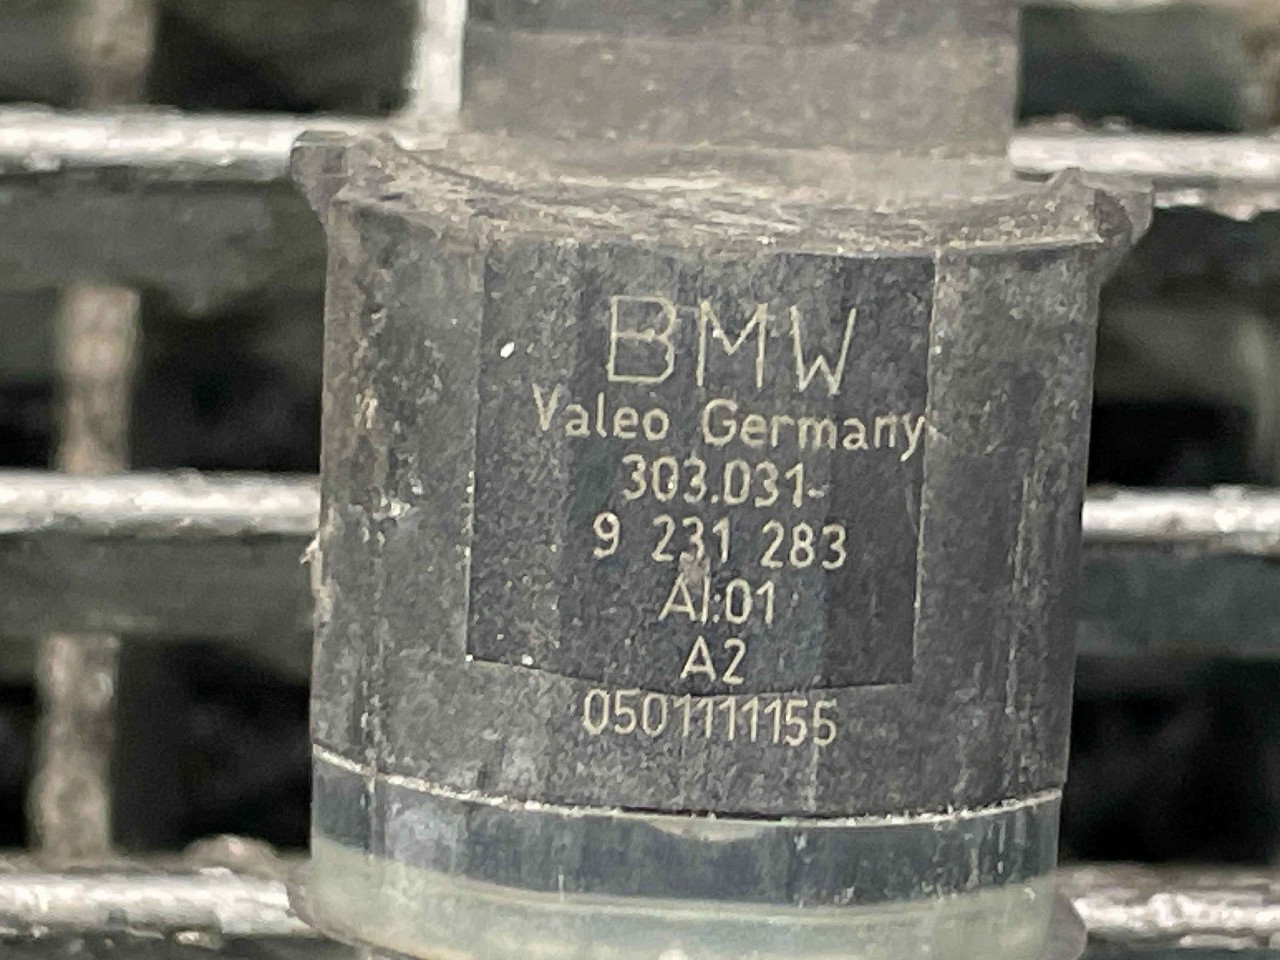 BMW
Valeo Germany
303.031-
9 231 283
AI:01
A2
0501111155